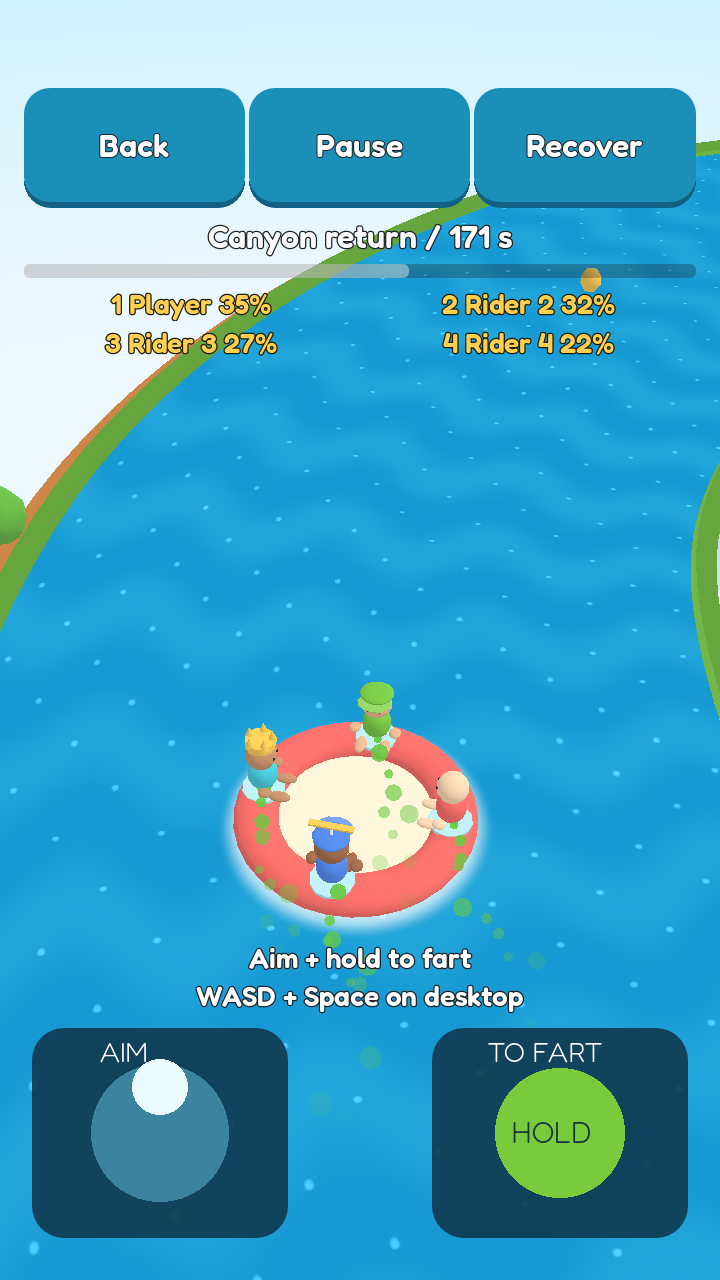 Back Pause Recover
Canyon return / 171 s
1 Player 35% 2 Rider 2 32%
3 Rider 3 27% 4 Rider 4 22%
Aim + hold to fart
WASD + Space on desktop
AIM TO FART
HOLD